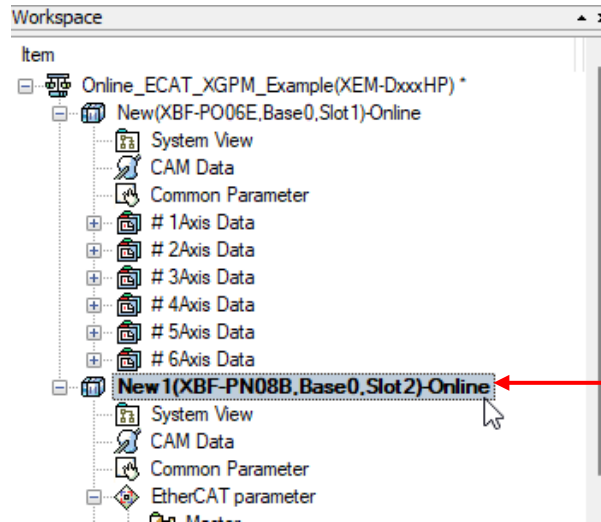 Workspace
Item
Online_ECAT_XGPM_Example(XEM-DxxxHP) *
New(XBF-PO06E,Base0,Slot1)-Online
System View
CAM Data
Common Parameter
# 1Axis Data
# 2Axis Data
# 3Axis Data
# 4Axis Data
# 5Axis Data
# 6Axis Data
New1(XBF-PN08B,Base0,Slot2)-Online
System View
CAM Data
Common Parameter
EtherCAT parameter
Master